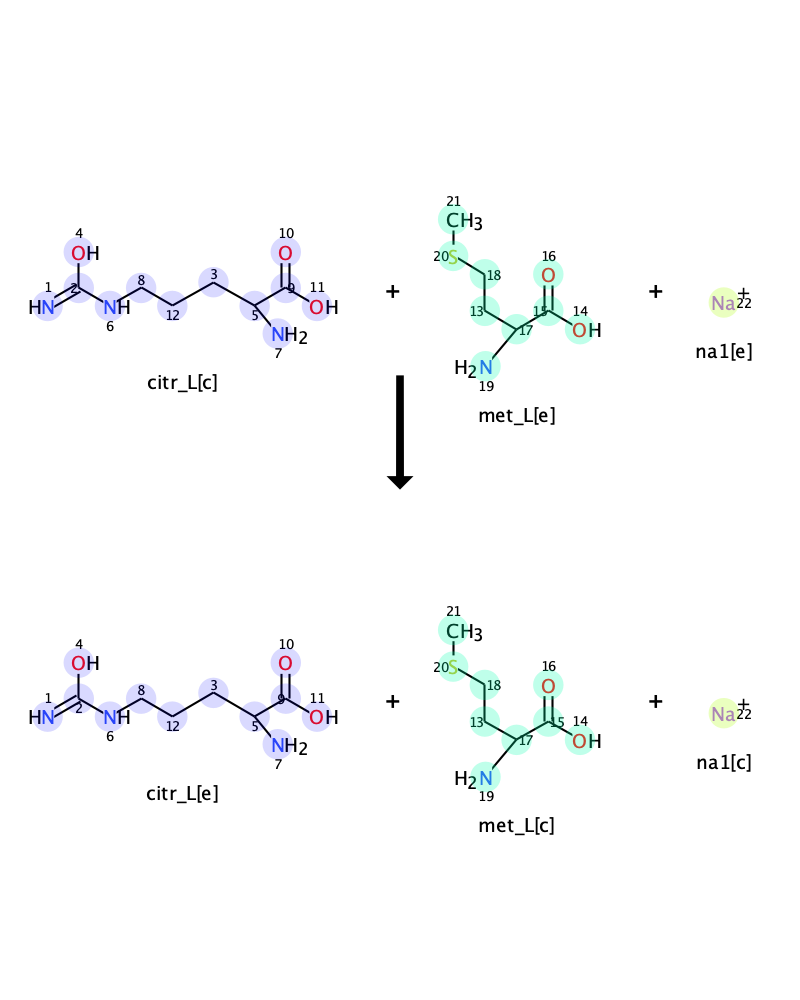 21
CH3
4 10 20 S 16
OH O 18 O
1 2 8 3 9 11 + 13 15 14 + Na + 22
HN NH 12 5 OH 17 OH
6 NH2 na1[e]
7 H2N
citr_L[c] 19
met_L[e]
21
CH3
4 10 20 S 16
OH O 18 O
1 2 8 3 9 11 + 13 15 14 + Na + 22
HN NH 12 5 OH 17 OH
6 NH2 na1[c]
7 H2N
citr_L[e] 19
met_L[c]